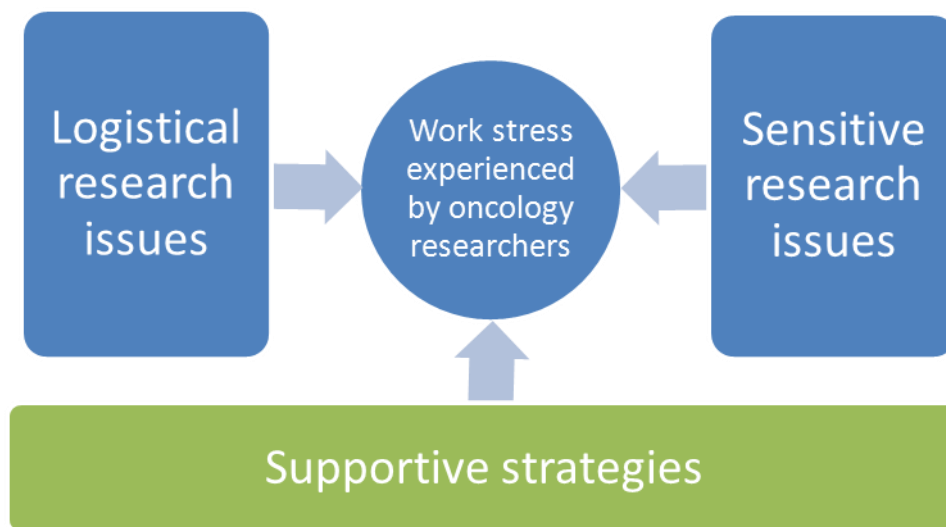 Logistical
research
issues
Work stress
experienced
by oncology
researchers
Sensitive
research
issues
Supportive strategies